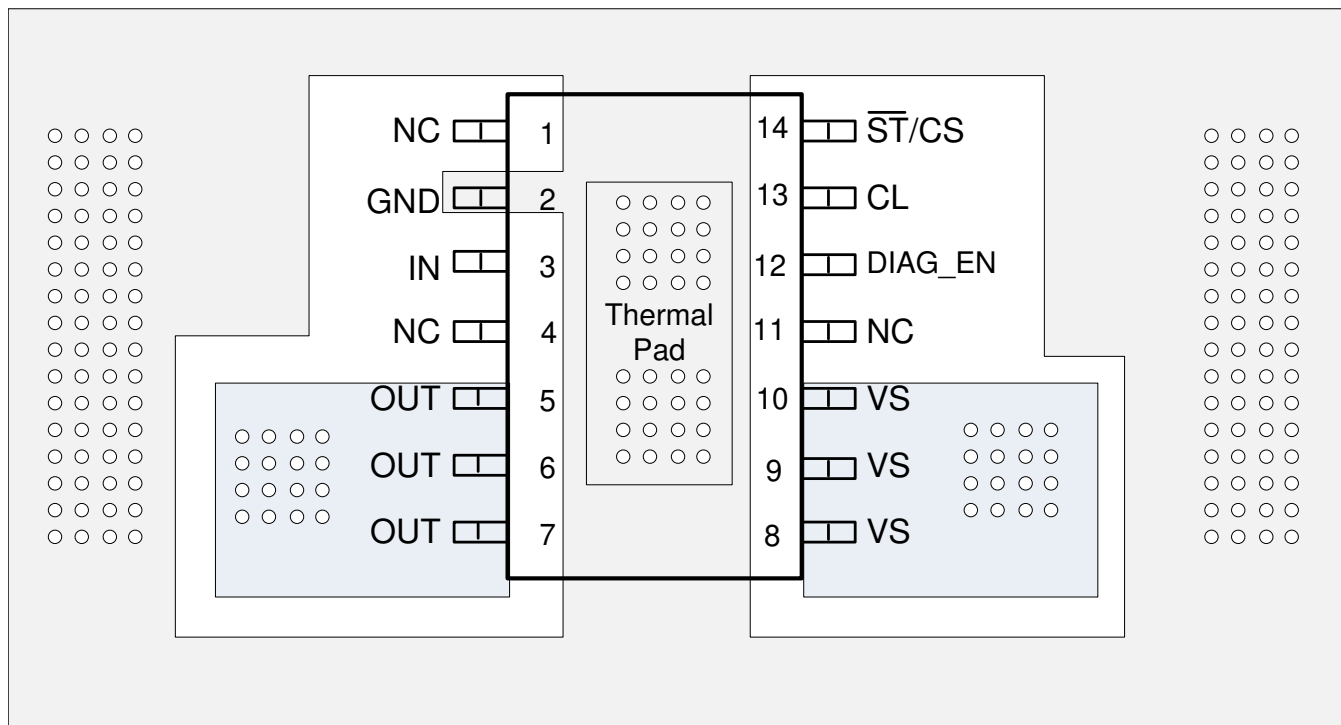 NC 1 14 S̅T̅/CS
GND 2 13 CL
IN 3 12 DIAG_EN
Thermal
Pad
NC 4 11 NC
OUT 5 10 VS
OUT 6 9 VS
OUT 7 8 VS